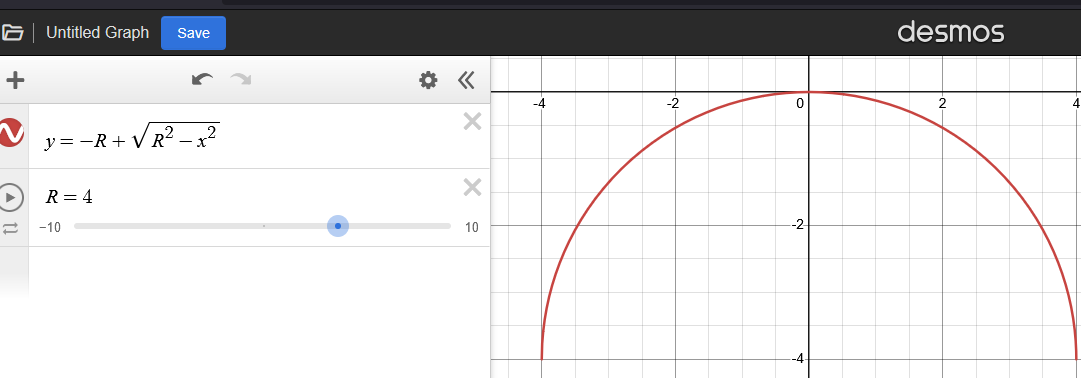 Untitled Graph Save desmos
y = −R + √(R² − x²)
R = 4
−10 10
-4 -2 0 2 4
-2
-4